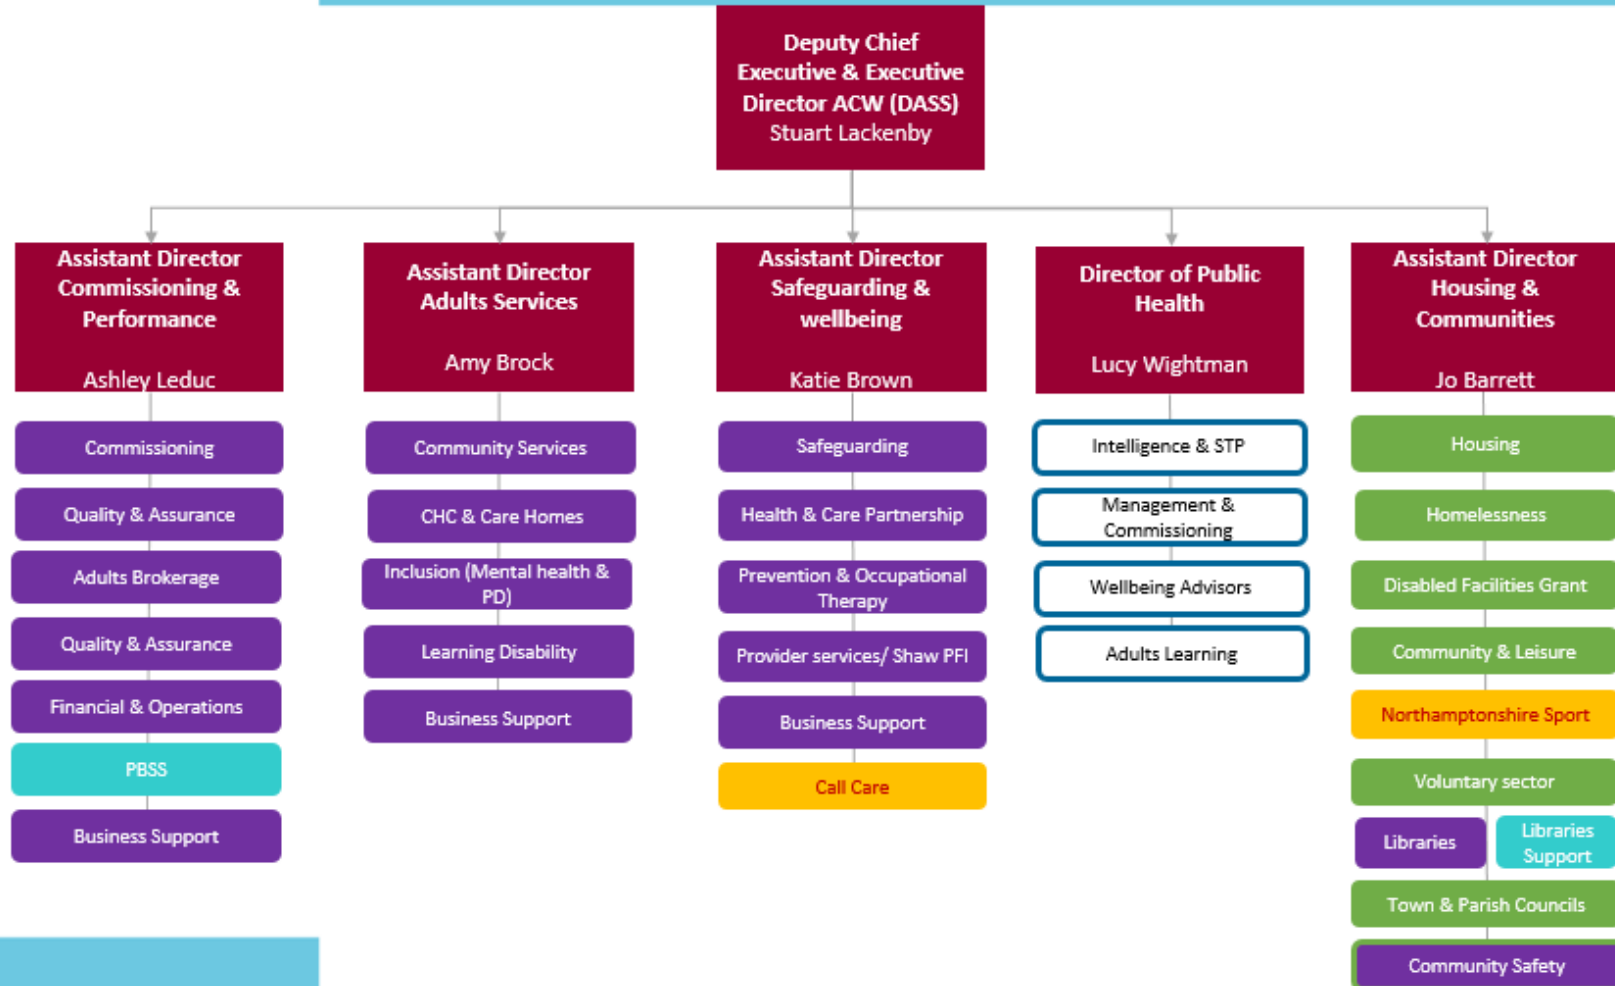 Deputy Chief
Executive & Executive
Director ACW (DASS)
Stuart Lackenby
Assistant Director
Commissioning &
Performance
Ashley Leduc
Commissioning
Quality & Assurance
Adults Brokerage
Quality & Assurance
Financial & Operations
PBSS
Business Support
Assistant Director
Adults Services
Amy Brock
Community Services
CHC & Care Homes
Inclusion (Mental health &
PD)
Learning Disability
Business Support
Assistant Director
Safeguarding &
wellbeing
Katie Brown
Safeguarding
Health & Care Partnership
Prevention & Occupational
Therapy
Provider services/ Shaw PFI
Business Support
Call Care
Director of Public
Health
Lucy Wightman
Intelligence & STP
Management &
Commissioning
Wellbeing Advisors
Adults Learning
Assistant Director
Housing &
Communities
Jo Barrett
Housing
Homelessness
Disabled Facilities Grant
Community & Leisure
Northamptonshire Sport
Voluntary sector
Libraries
Libraries
Support
Town & Parish Councils
Community Safety